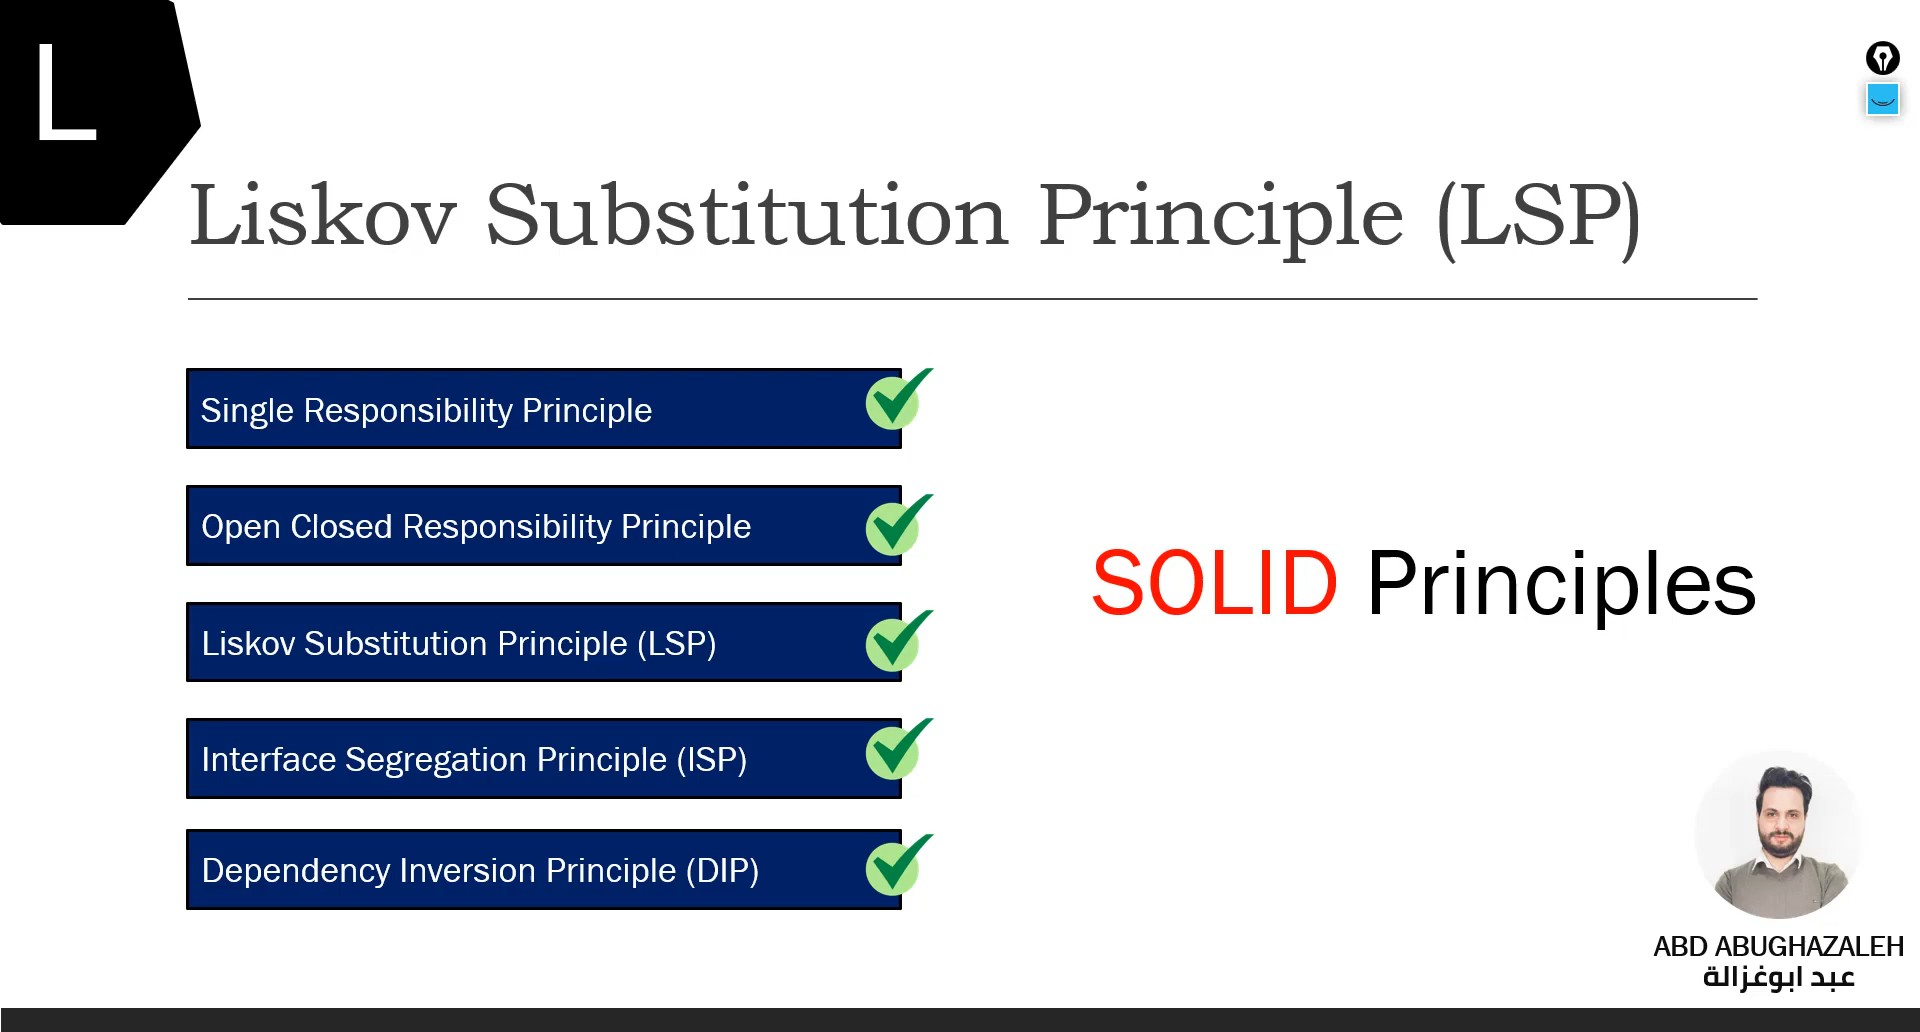 L
Liskov Substitution Principle (LSP)
Single Responsibility Principle
Open Closed Responsibility Principle
Liskov Substitution Principle (LSP)
Interface Segregation Principle (ISP)
Dependency Inversion Principle (DIP)
SOLID Principles
ABD ABUGHAZALEH
عبد ابوغزالة